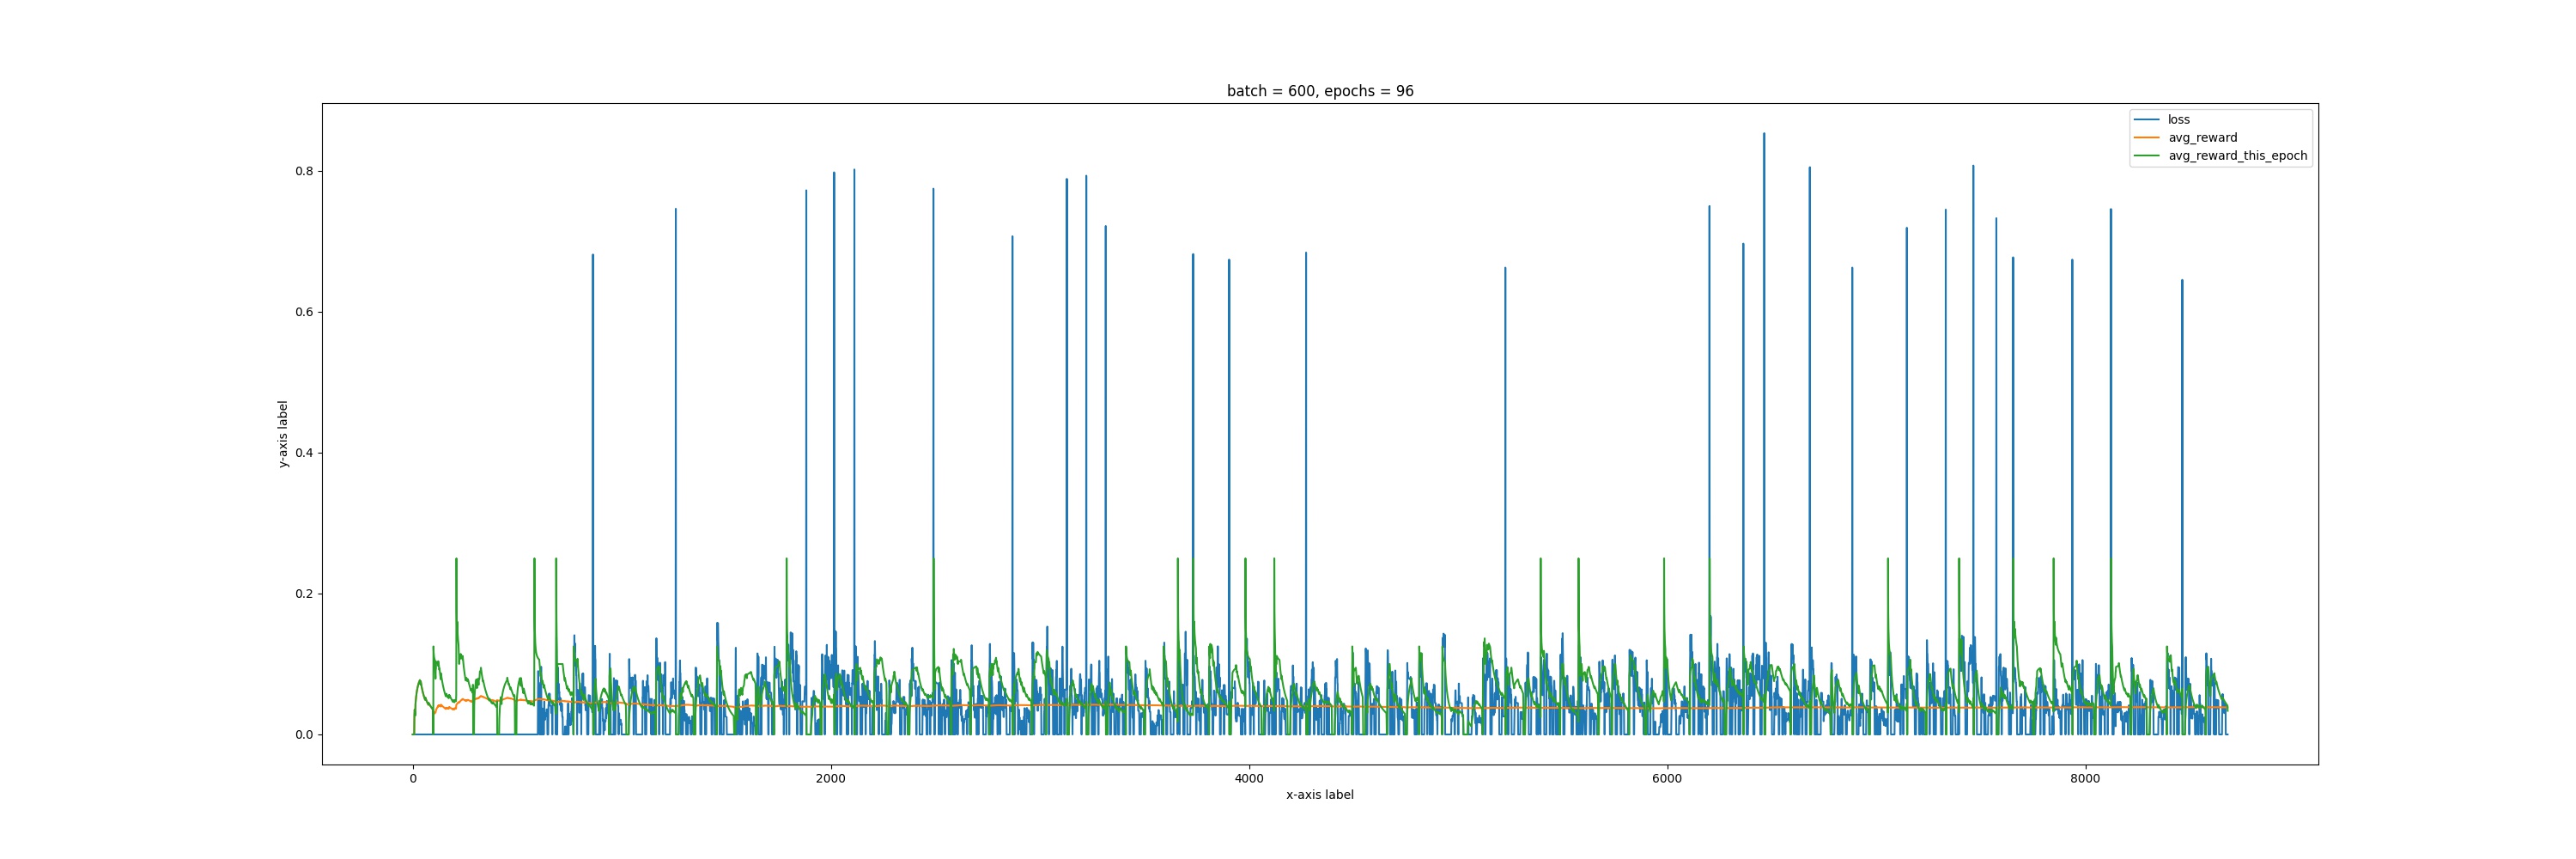 batch = 600, epochs = 96
loss
avg_reward
avg_reward_this_epoch
y-axis label
0.8
0.6
0.4
0.2
0.0
0 2000 4000 6000 8000
x-axis label